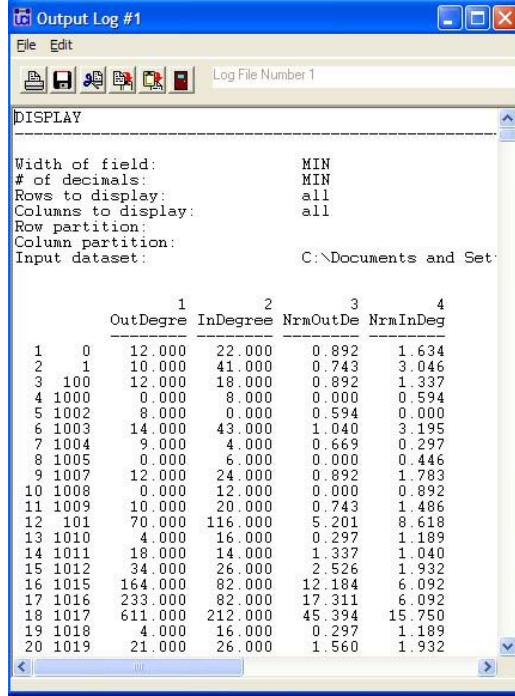 Output Log #1
File Edit
Log File Number 1
DISPLAY
--------------------------------------------------------------------------------
Width of field: MIN
# of decimals: MIN
Rows to display: all
Columns to display: all
Row partition:
Column partition:
Input dataset: C:\Documents and Set
1 2 3 4
OutDegre InDegree NrmOutDe NrmInDeg
-------- -------- -------- --------
1 0 12.000 22.000 0.892 1.634
2 1 10.000 41.000 0.743 3.046
3 100 12.000 18.000 0.892 1.337
4 1000 0.000 8.000 0.000 0.594
5 1002 8.000 0.000 0.594 0.000
6 1003 14.000 43.000 1.040 3.195
7 1004 9.000 4.000 0.669 0.297
8 1005 0.000 6.000 0.000 0.446
9 1007 12.000 24.000 0.892 1.783
10 1008 0.000 12.000 0.000 0.892
11 1009 10.000 20.000 0.743 1.486
12 101 70.000 116.000 5.201 8.618
13 1010 4.000 16.000 0.297 1.189
14 1011 18.000 14.000 1.337 1.040
15 1012 34.000 26.000 2.526 1.932
16 1015 164.000 82.000 12.184 6.092
17 1016 233.000 82.000 17.311 6.092
18 1017 611.000 212.000 45.394 15.750
19 1018 4.000 16.000 0.297 1.189
20 1019 21.000 26.000 1.560 1.932